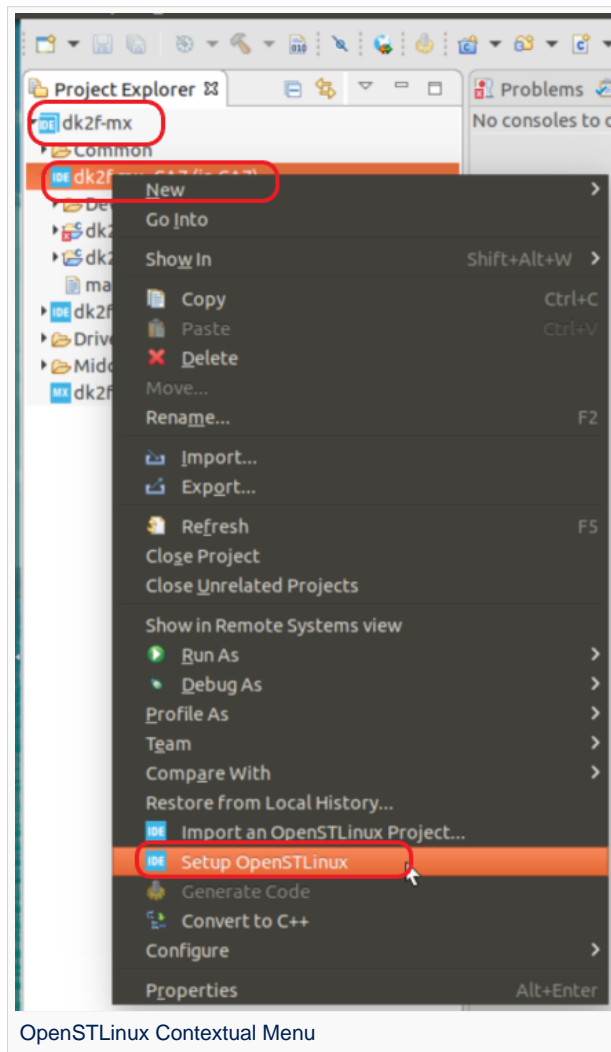 Project Explorer
Problems
No consoles to
dk2f-mx
Common
New
Go Into
Show In Shift+Alt+W
Copy Ctrl+C
Paste Ctrl+V
Delete
Move...
Rename... F2
Import...
Export...
Refresh F5
Close Project
Close Unrelated Projects
Show in Remote Systems view
Run As
Debug As
Profile As
Team
Compare With
Restore from Local History...
IDE Import an OpenSTLinux Project...
IDE Setup OpenSTLinux
Generate Code
Convert to C++
Configure
Properties Alt+Enter
OpenSTLinux Contextual Menu